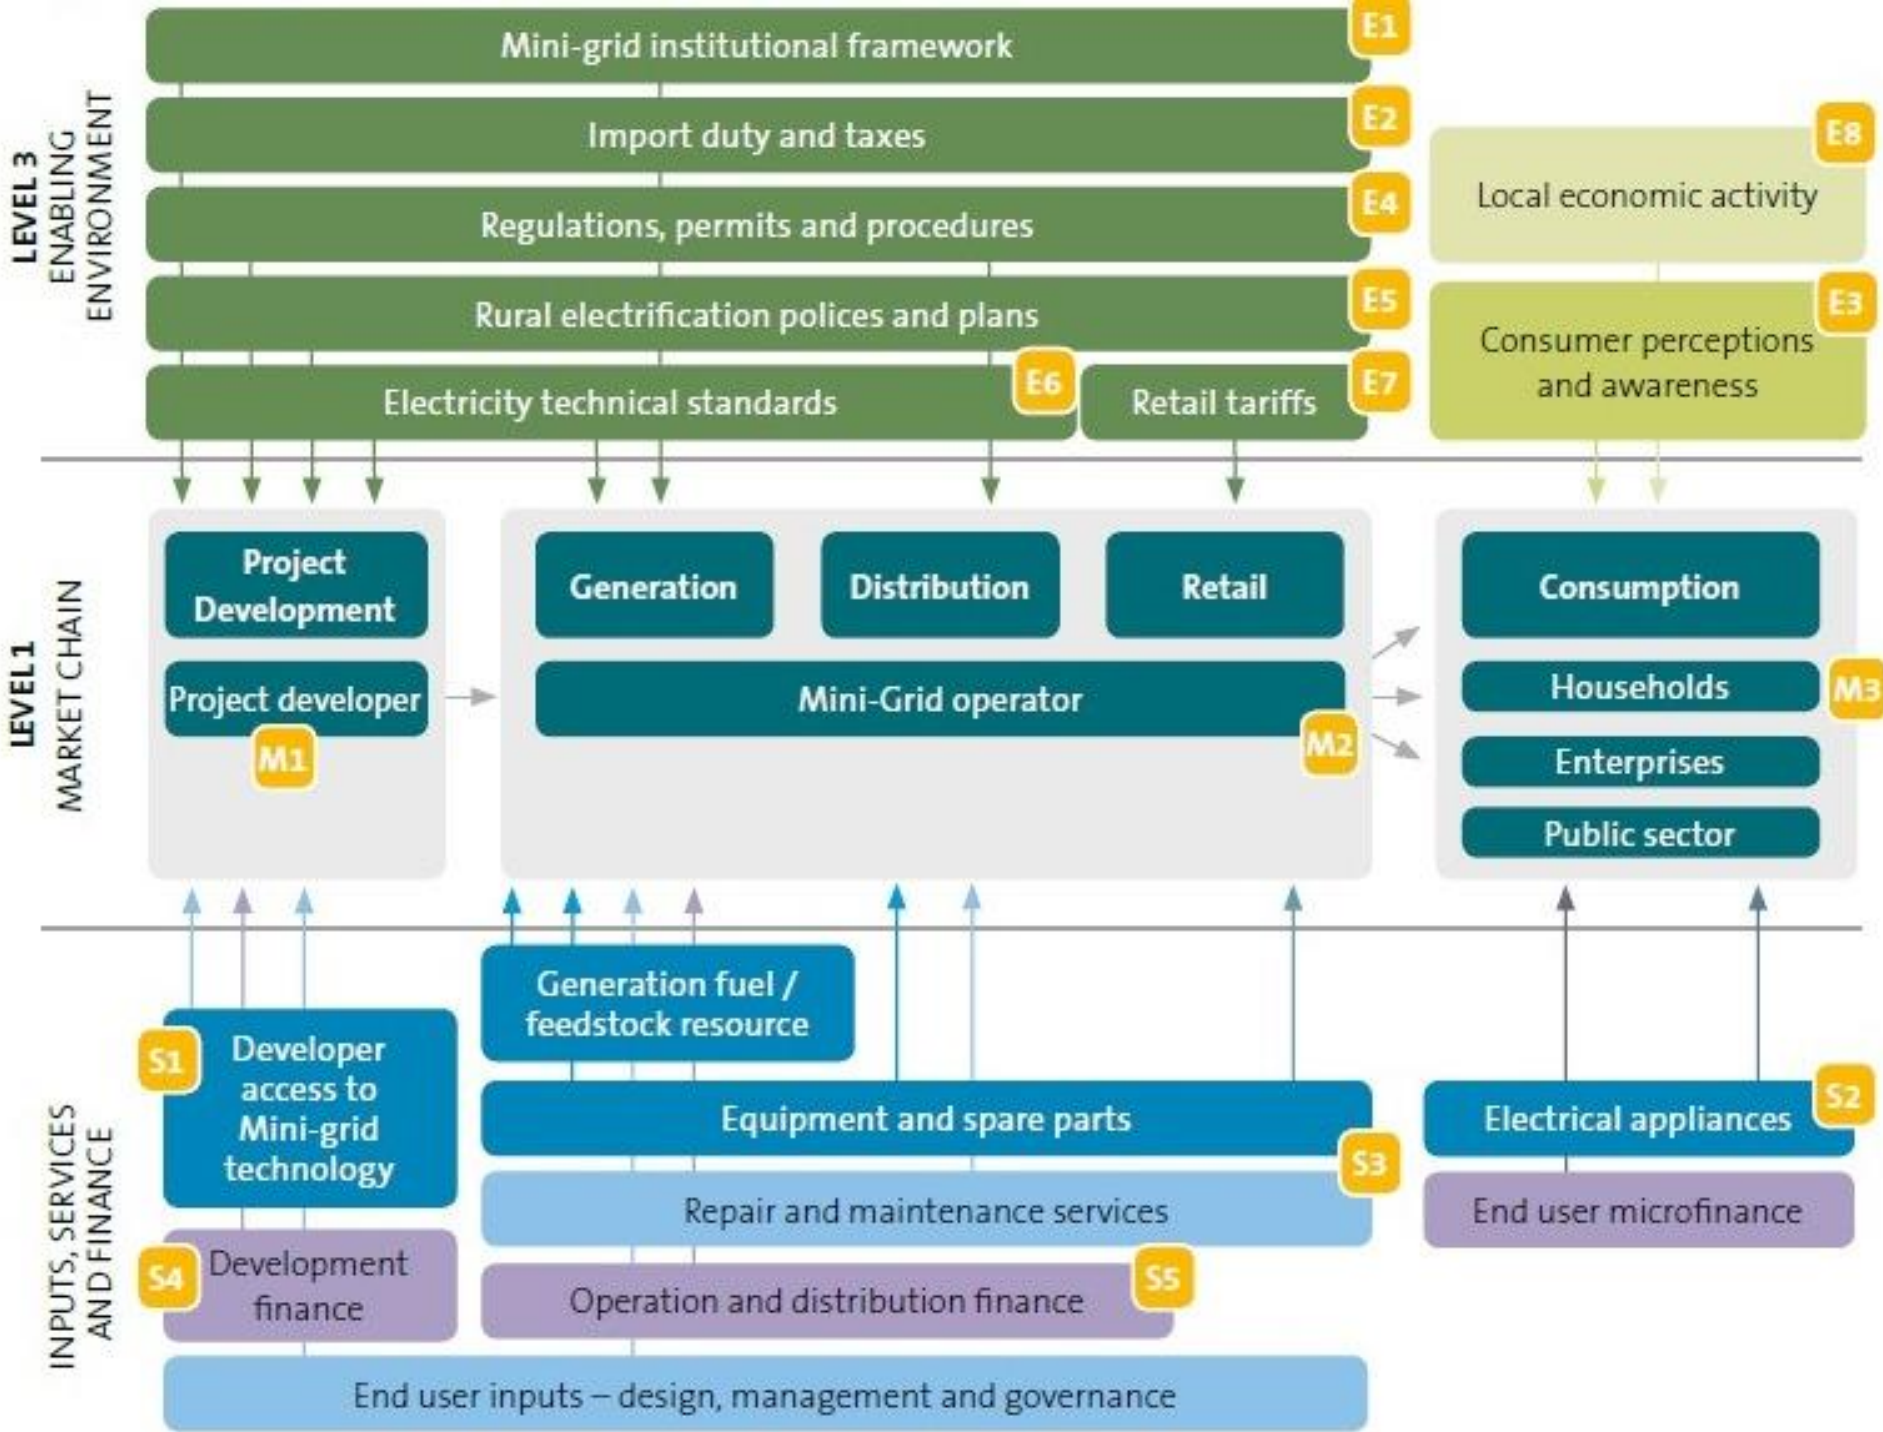 LEVEL 3
ENABLING
ENVIRONMENT
Mini-grid institutional framework
E1
Import duty and taxes
E2
Regulations, permits and procedures
E4
Rural electrification polices and plans
E5
Electricity technical standards
E6
Retail tariffs
E7
Local economic activity
E8
Consumer perceptions
and awareness
E3
LEVEL 1
MARKET CHAIN
Project
Development
Project developer
M1
Generation
Distribution
Retail
Mini-Grid operator
M2
Consumption
Households
M3
Enterprises
Public sector
INPUTS, SERVICES
AND FINANCE
S1
Developer
access to
Mini-grid
technology
S4
Development
finance
Generation fuel /
feedstock resource
Equipment and spare parts
S3
Repair and maintenance services
Operation and distribution finance
S5
End user inputs – design, management and governance
Electrical appliances
S2
End user microfinance